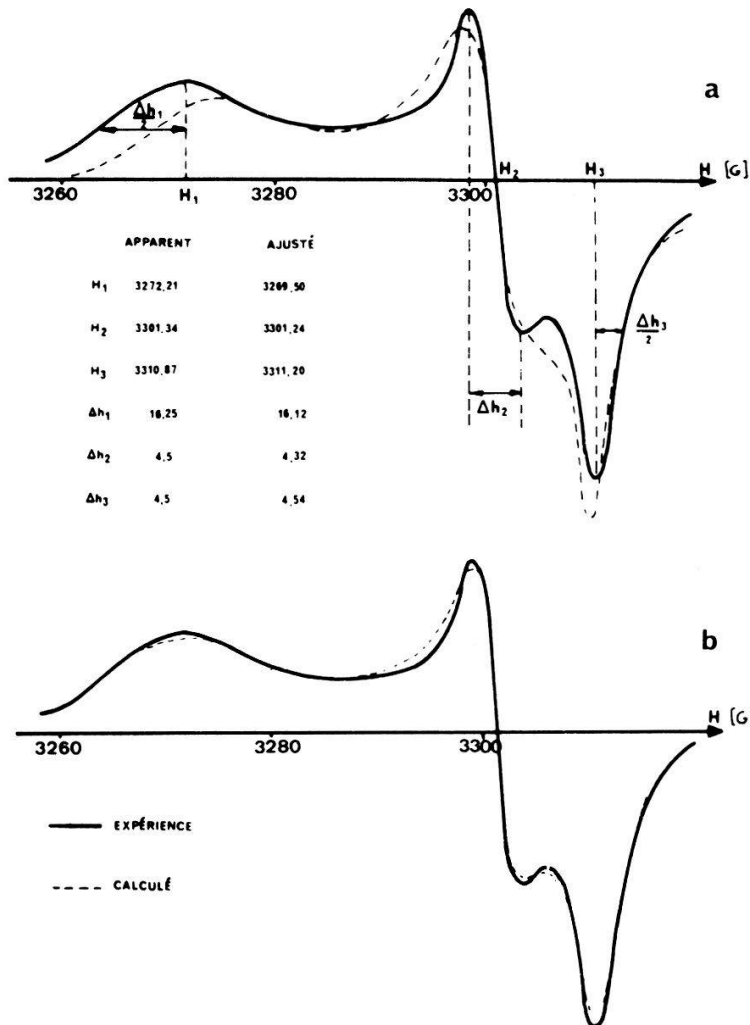 a
Δh₁/2
H₂ H₃ H [G]
3260 H₁ 3280 3300
APPARENT AJUSTÉ
H₁ 3272,21 3269,50
H₂ 3301,34 3301,24
H₃ 3310,87 3311,20
Δh₁ 16,25 16,12
Δh₂ 4,5 4,32
Δh₃ 4,5 4,54
Δh₃/2
Δh₂
b
H [G
3260 3280 3300
EXPÉRIENCE
CALCULÉ